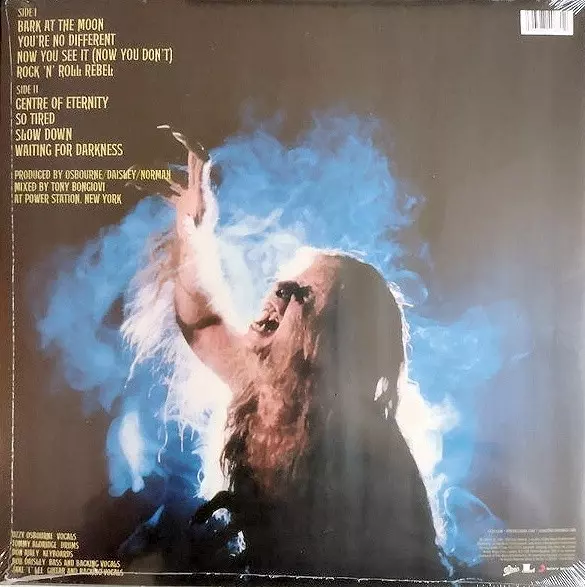 SIDE I
BARK AT THE MOON
YOU'RE NO DIFFERENT
NOW YOU SEE IT (NOW YOU DON'T)
ROCK 'N' ROLL REBEL
SIDE II
CENTRE OF ETERNITY
SO TIRED
SLOW DOWN
WAITING FOR DARKNESS
PRODUCED BY OSBOURNE/DAISLEY/NORMAN
MIXED BY TONY BONGIOVI
AT POWER STATION, NEW YORK
OZZY OSBOURNE VOCALS
TOMMY ALDRIDGE DRUMS
DON AIREY KEYBOARDS
BOB DAISLEY BASS AND BACKING VOCALS
JAKE 'E' LEE GUITAR AND BACKING VOCALS
Epic
SONY MUSIC